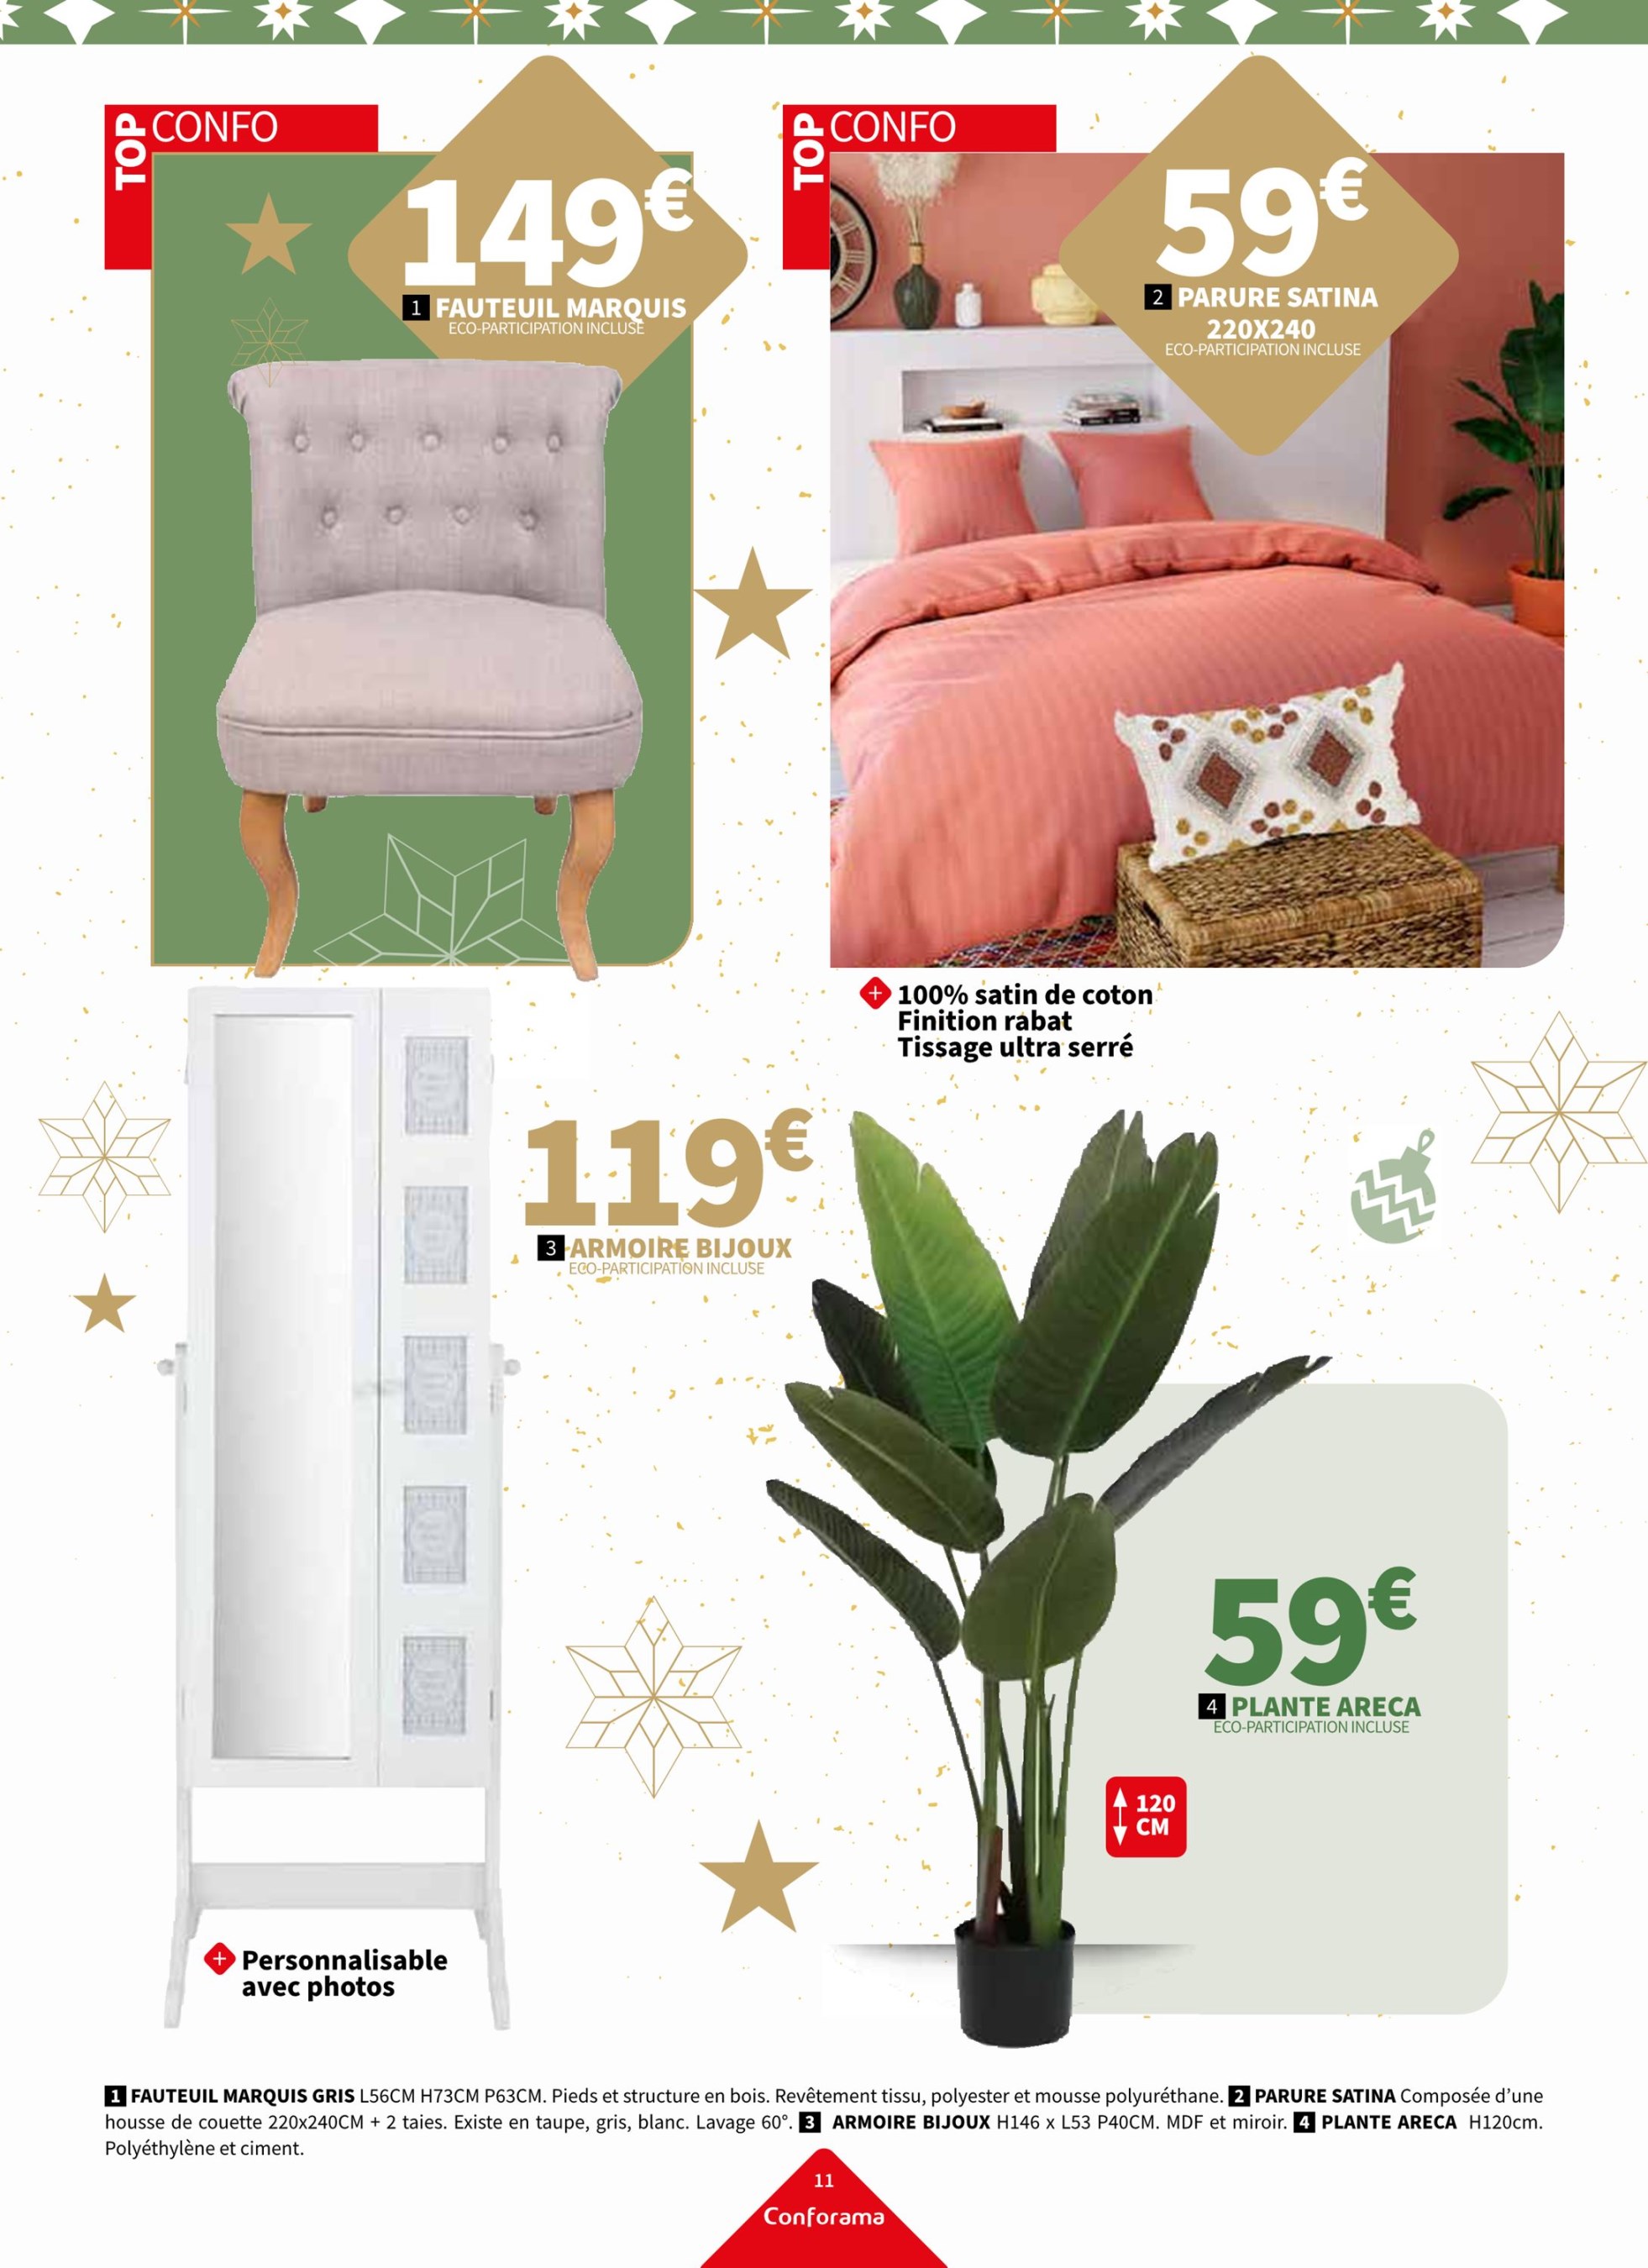 TOP CONFO
149€
1 FAUTEUIL MARQUIS
ECO-PARTICIPATION INCLUSE
TOP CONFO
59€
2 PARURE SATINA
220X240
ECO-PARTICIPATION INCLUSE
+ 100% satin de coton
Finition rabat
Tissage ultra serré
119€
3 ARMOIRE BIJOUX
ECO-PARTICIPATION INCLUSE
59€
4 PLANTE ARECA
ECO-PARTICIPATION INCLUSE
120
CM
+ Personnalisable
avec photos
1 FAUTEUIL MARQUIS GRIS L56CM H73CM P63CM. Pieds et structure en bois. Revêtement tissu, polyester et mousse polyuréthane. 2 PARURE SATINA Composée d’une
housse de couette 220x240CM + 2 taies. Existe en taupe, gris, blanc. Lavage 60°. 3 ARMOIRE BIJOUX H146 x L53 P40CM. MDF et miroir. 4 PLANTE ARECA H120cm.
Polyéthylène et ciment.
11
Conforama